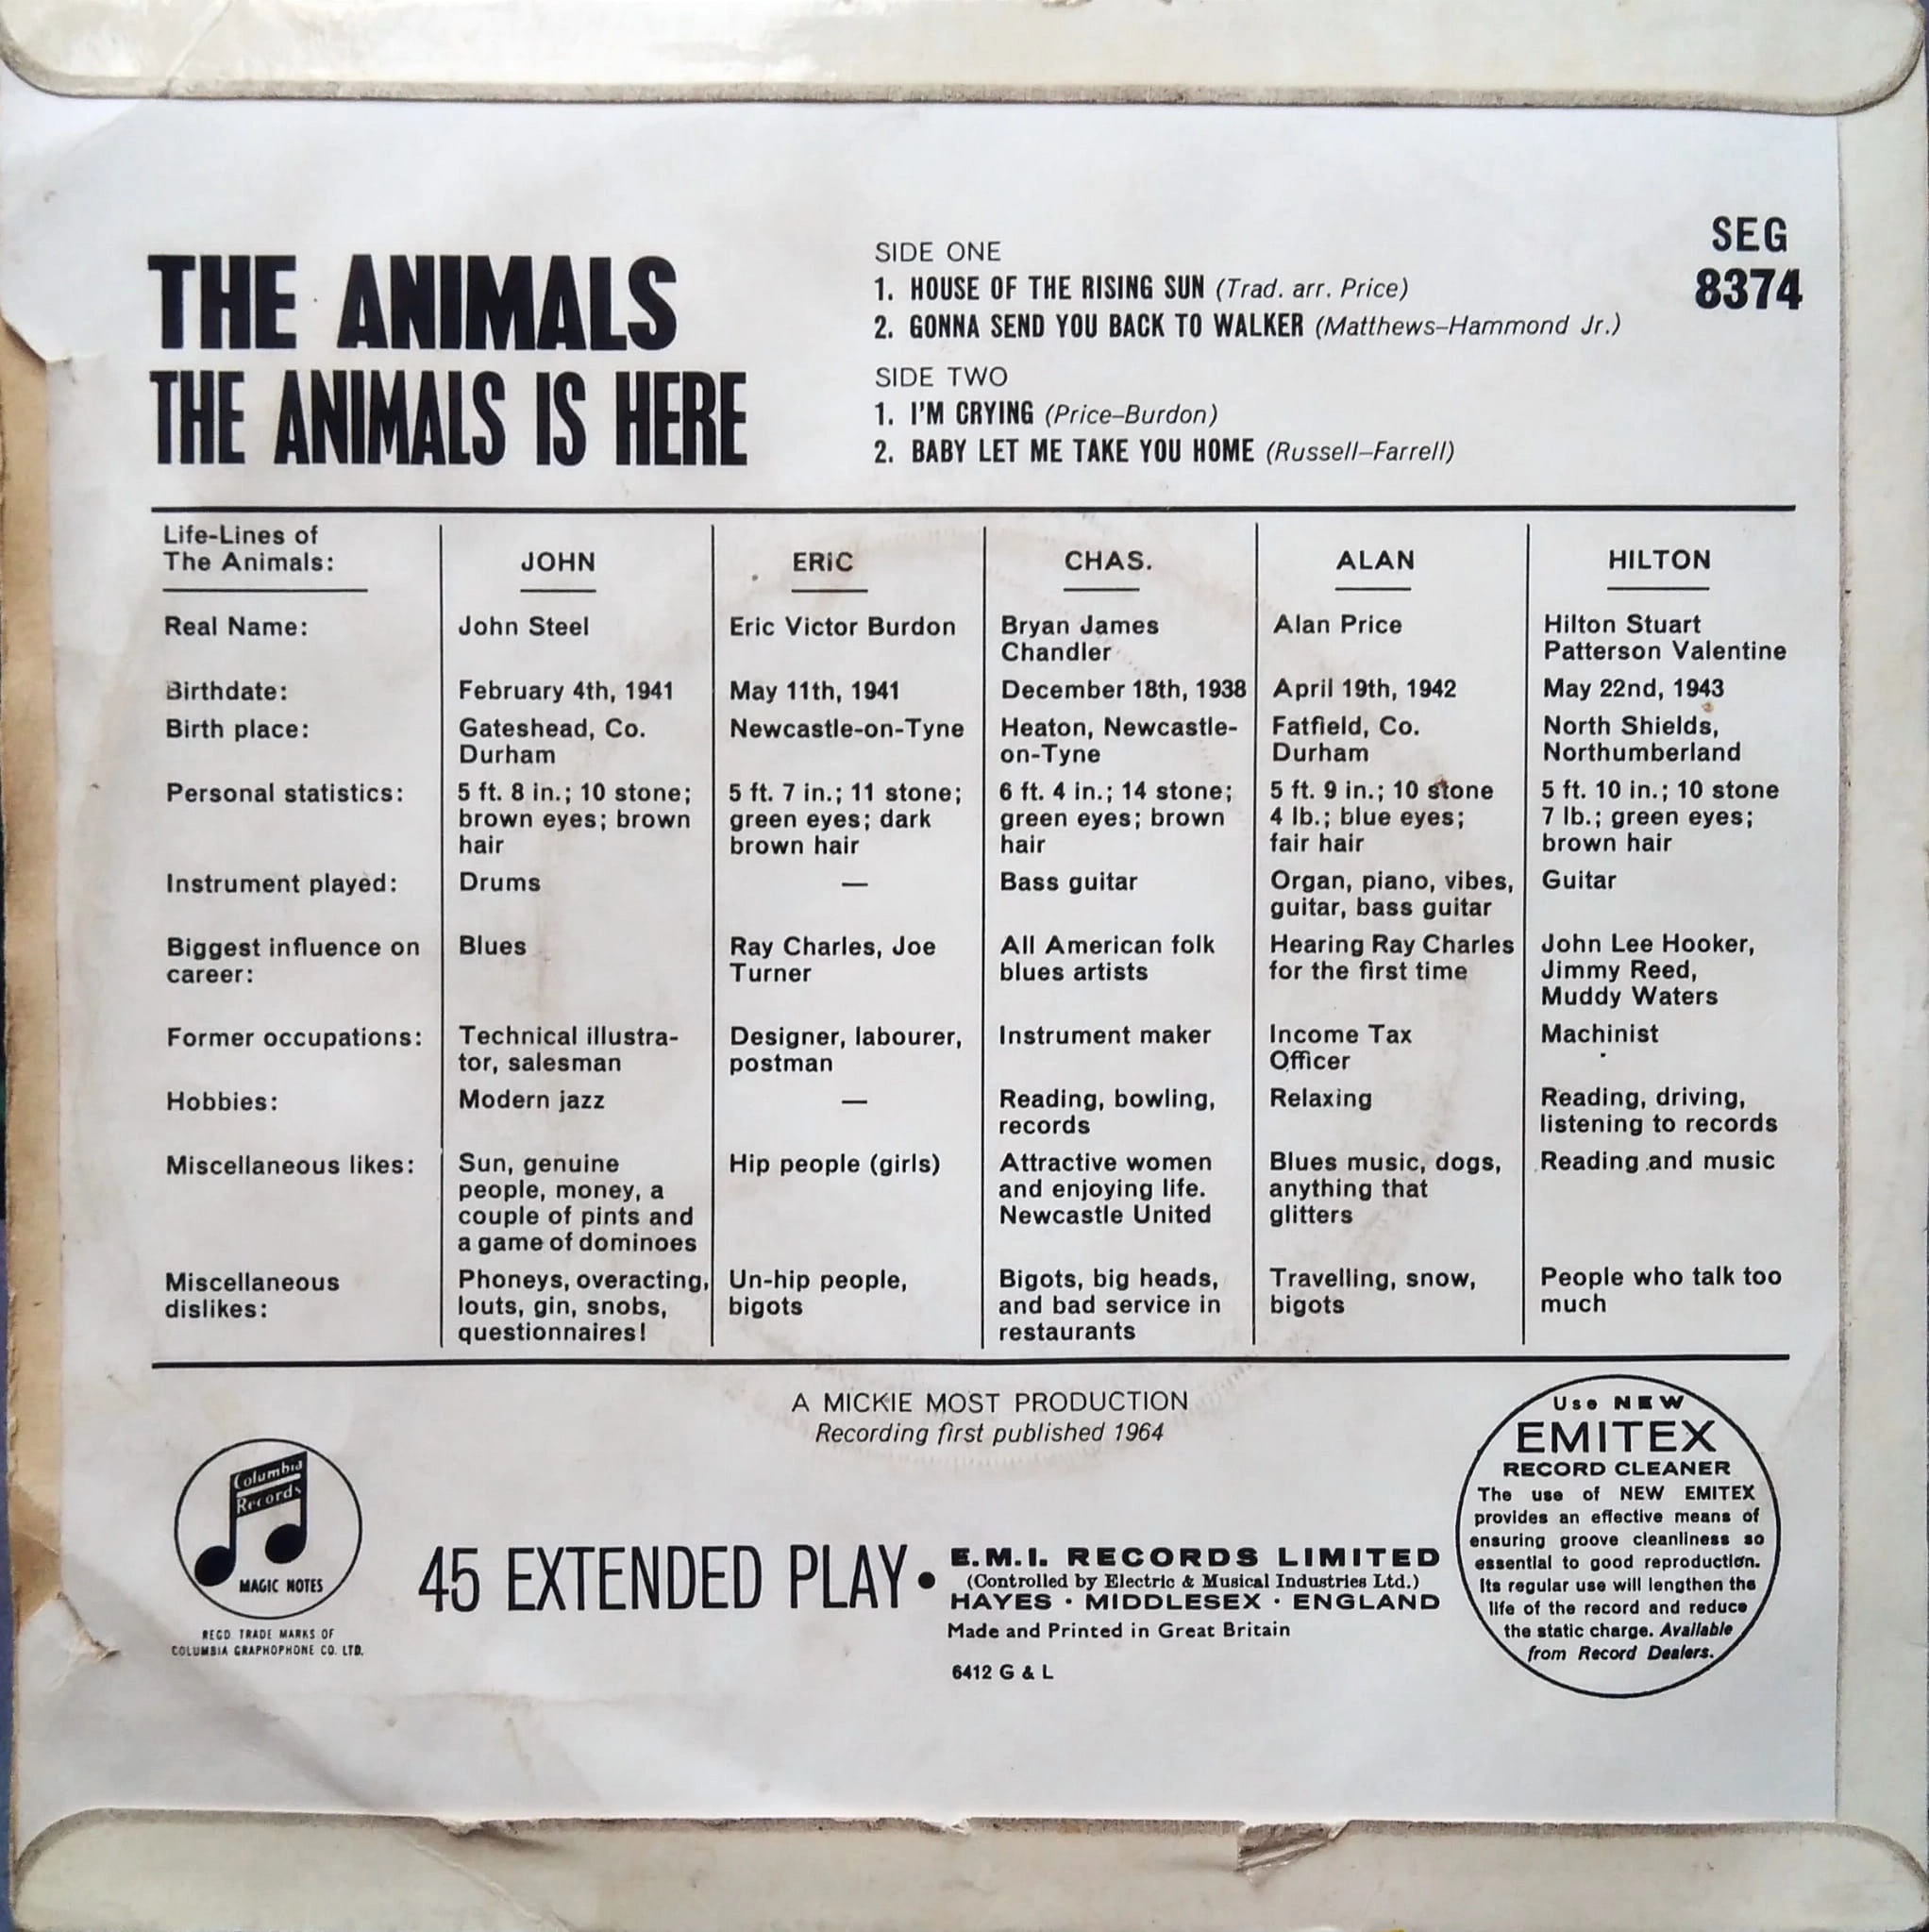 THE ANIMALS
THE ANIMALS IS HERE
SIDE ONE
1. HOUSE OF THE RISING SUN (Trad. arr. Price)
2. GONNA SEND YOU BACK TO WALKER (Matthews–Hammond Jr.)
SIDE TWO
1. I'M CRYING (Price–Burdon)
2. BABY LET ME TAKE YOU HOME (Russell–Farrell)
SEG
8374
Life-Lines of
The Animals:
JOHN
ERIC
CHAS.
ALAN
HILTON
Real Name:
John Steel
Eric Victor Burdon
Bryan James
Chandler
Alan Price
Hilton Stuart
Patterson Valentine
Birthdate:
February 4th, 1941
May 11th, 1941
December 18th, 1938
April 19th, 1942
May 22nd, 1943
Birth place:
Gateshead, Co.
Durham
Newcastle-on-Tyne
Heaton, Newcastle-
on-Tyne
Fatfield, Co.
Durham
North Shields,
Northumberland
Personal statistics:
5 ft. 8 in.; 10 stone;
brown eyes; brown
hair
5 ft. 7 in.; 11 stone;
green eyes; dark
brown hair
6 ft. 4 in.; 14 stone;
green eyes; brown
hair
5 ft. 9 in.; 10 stone
4 lb.; blue eyes;
fair hair
5 ft. 10 in.; 10 stone
7 lb.; green eyes;
brown hair
Instrument played:
Drums
—
Bass guitar
Organ, piano, vibes,
guitar, bass guitar
Guitar
Biggest influence on
career:
Blues
Ray Charles, Joe
Turner
All American folk
blues artists
Hearing Ray Charles
for the first time
John Lee Hooker,
Jimmy Reed,
Muddy Waters
Former occupations:
Technical illustra-
tor, salesman
Designer, labourer,
postman
Instrument maker
Income Tax
Officer
Machinist
Hobbies:
Modern jazz
—
Reading, bowling,
records
Relaxing
Reading, driving,
listening to records
Miscellaneous likes:
Sun, genuine
people, money, a
couple of pints and
a game of dominoes
Hip people (girls)
Attractive women
and enjoying life.
Newcastle United
Blues music, dogs,
anything that
glitters
Reading and music
Miscellaneous
dislikes:
Phoneys, overacting,
louts, gin, snobs,
questionnaires!
Un-hip people,
bigots
Bigots, big heads,
and bad service in
restaurants
Travelling, snow,
bigots
People who talk too
much
A MICKIE MOST PRODUCTION
Recording first published 1964
Columbia
Records
MAGIC NOTES
REGD. TRADE MARKS OF
COLUMBIA GRAPHOPHONE CO. LTD.
45 EXTENDED PLAY •
E.M.I. RECORDS LIMITED
(Controlled by Electric & Musical Industries Ltd.)
HAYES · MIDDLESEX · ENGLAND
Made and Printed in Great Britain
6412 G & L
Use NEW
EMITEX
RECORD CLEANER
The use of NEW EMITEX
provides an effective means of
ensuring groove cleanliness so
essential to good reproduction.
Its regular use will lengthen the
life of the record and reduce
the static charge. Available
from Record Dealers.